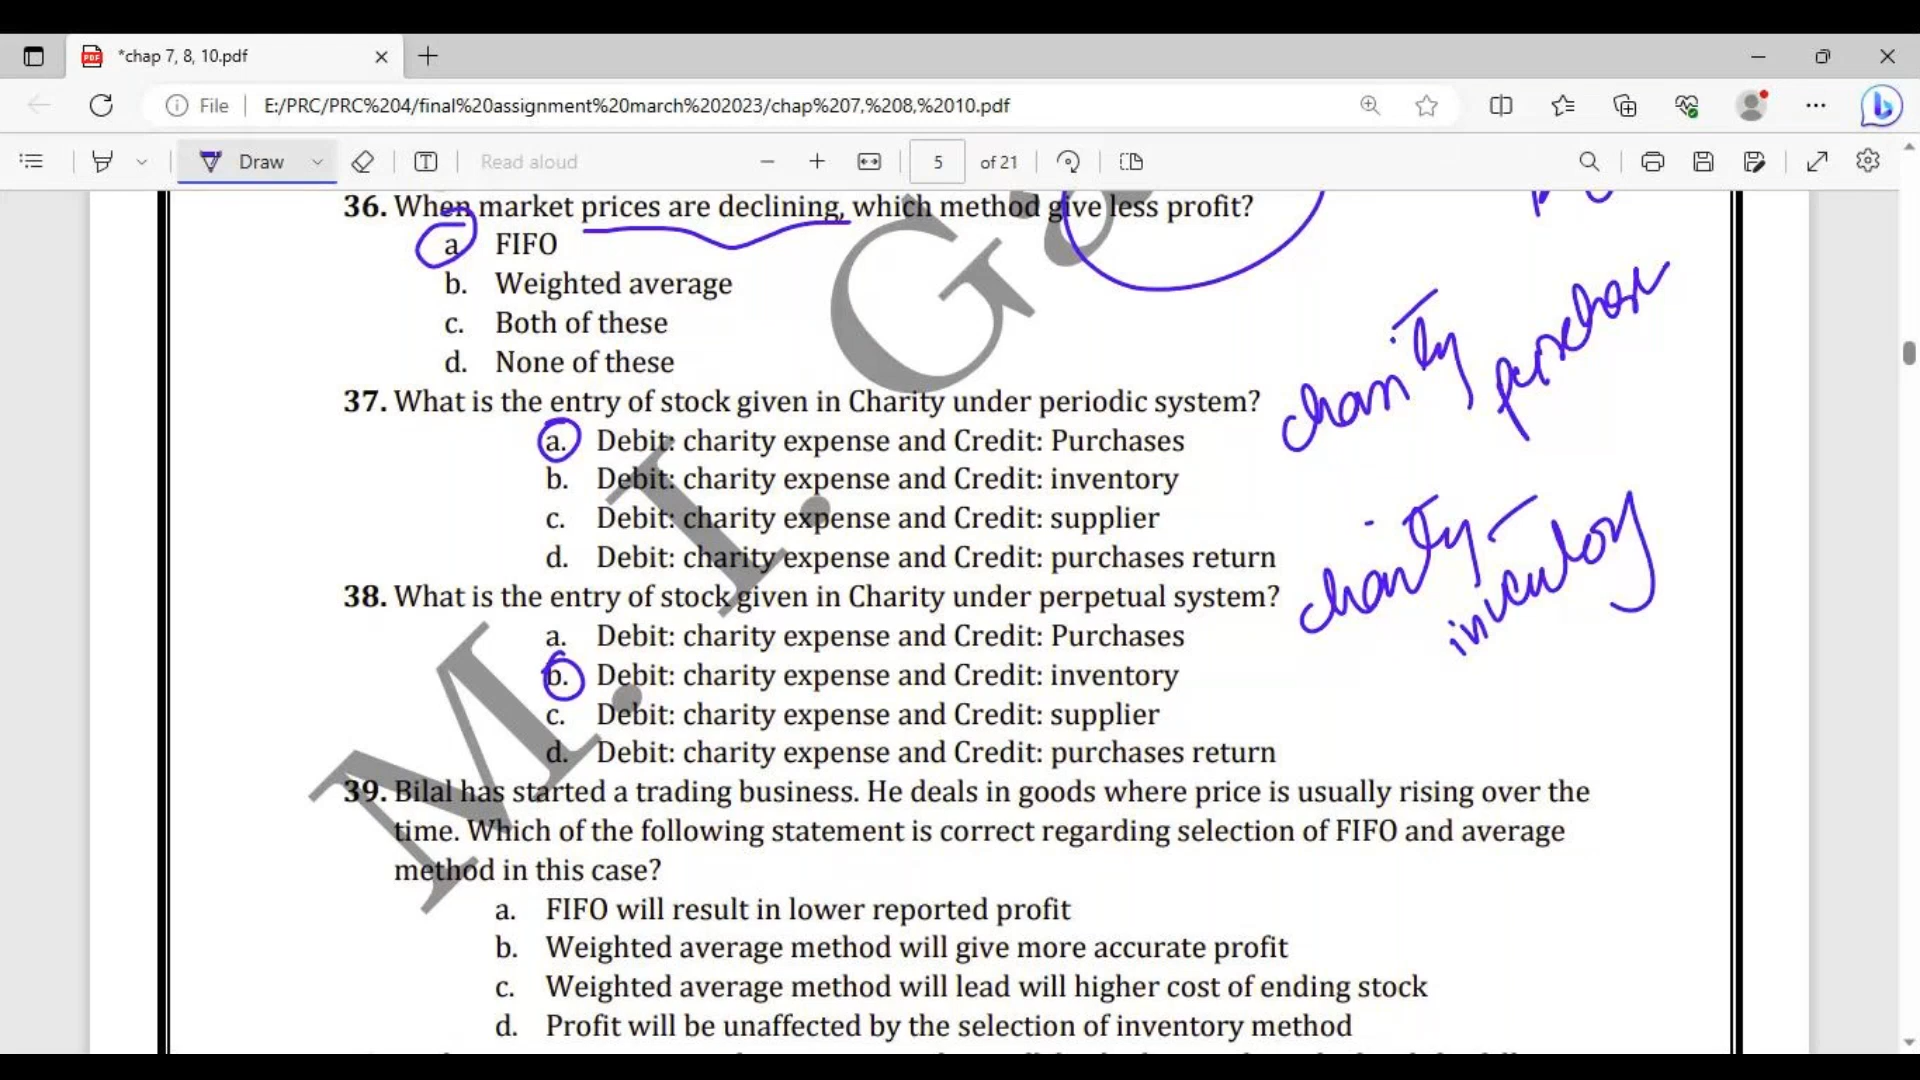 *chap 7, 8, 10.pdf
File
E:/PRC/PRC%204/final%20assignment%20march%202023/chap%207,%208,%2010.pdf
Draw
Read aloud
5
of 21
36. When market prices are declining, which method give less profit?
a. FIFO
b. Weighted average
c. Both of these
d. None of these
37. What is the entry of stock given in Charity under periodic system?
a. Debit: charity expense and Credit: Purchases
b. Debit: charity expense and Credit: inventory
c. Debit: charity expense and Credit: supplier
d. Debit: charity expense and Credit: purchases return
charity
38. What is the entry of stock given in Charity under perpetual system?
a. Debit: charity expense and Credit: Purchases
b. Debit: charity expense and Credit: inventory
c. Debit: charity expense and Credit: supplier
d. Debit: charity expense and Credit: purchases return
charity
inventory
39. Bilal has started a trading business. He deals in goods where price is usually rising over the
time. Which of the following statement is correct regarding selection of FIFO and average
method in this case?
a. FIFO will result in lower reported profit
b. Weighted average method will give more accurate profit
c. Weighted average method will lead will higher cost of ending stock
d. Profit will be unaffected by the selection of inventory method
M. I. G